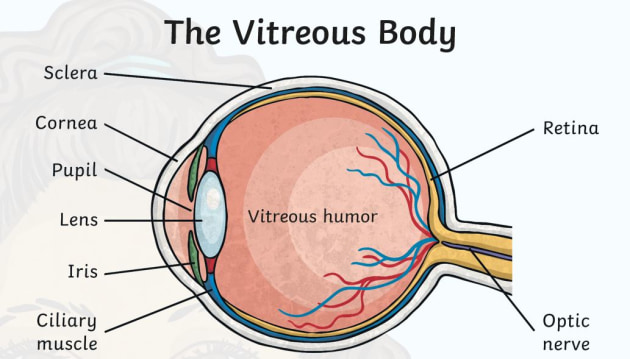 The Vitreous Body
Sclera
Cornea
Pupil
Lens
Iris
Ciliary
muscle
Vitreous humor
Retina
Optic
nerve